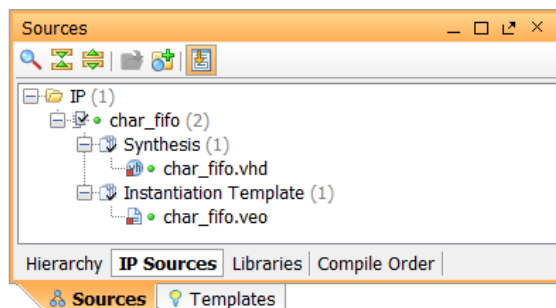 Sources
IP (1)
char_fifo (2)
Synthesis (1)
char_fifo.vhd
Instantiation Template (1)
char_fifo.veo
Hierarchy IP Sources Libraries Compile Order
Sources Templates